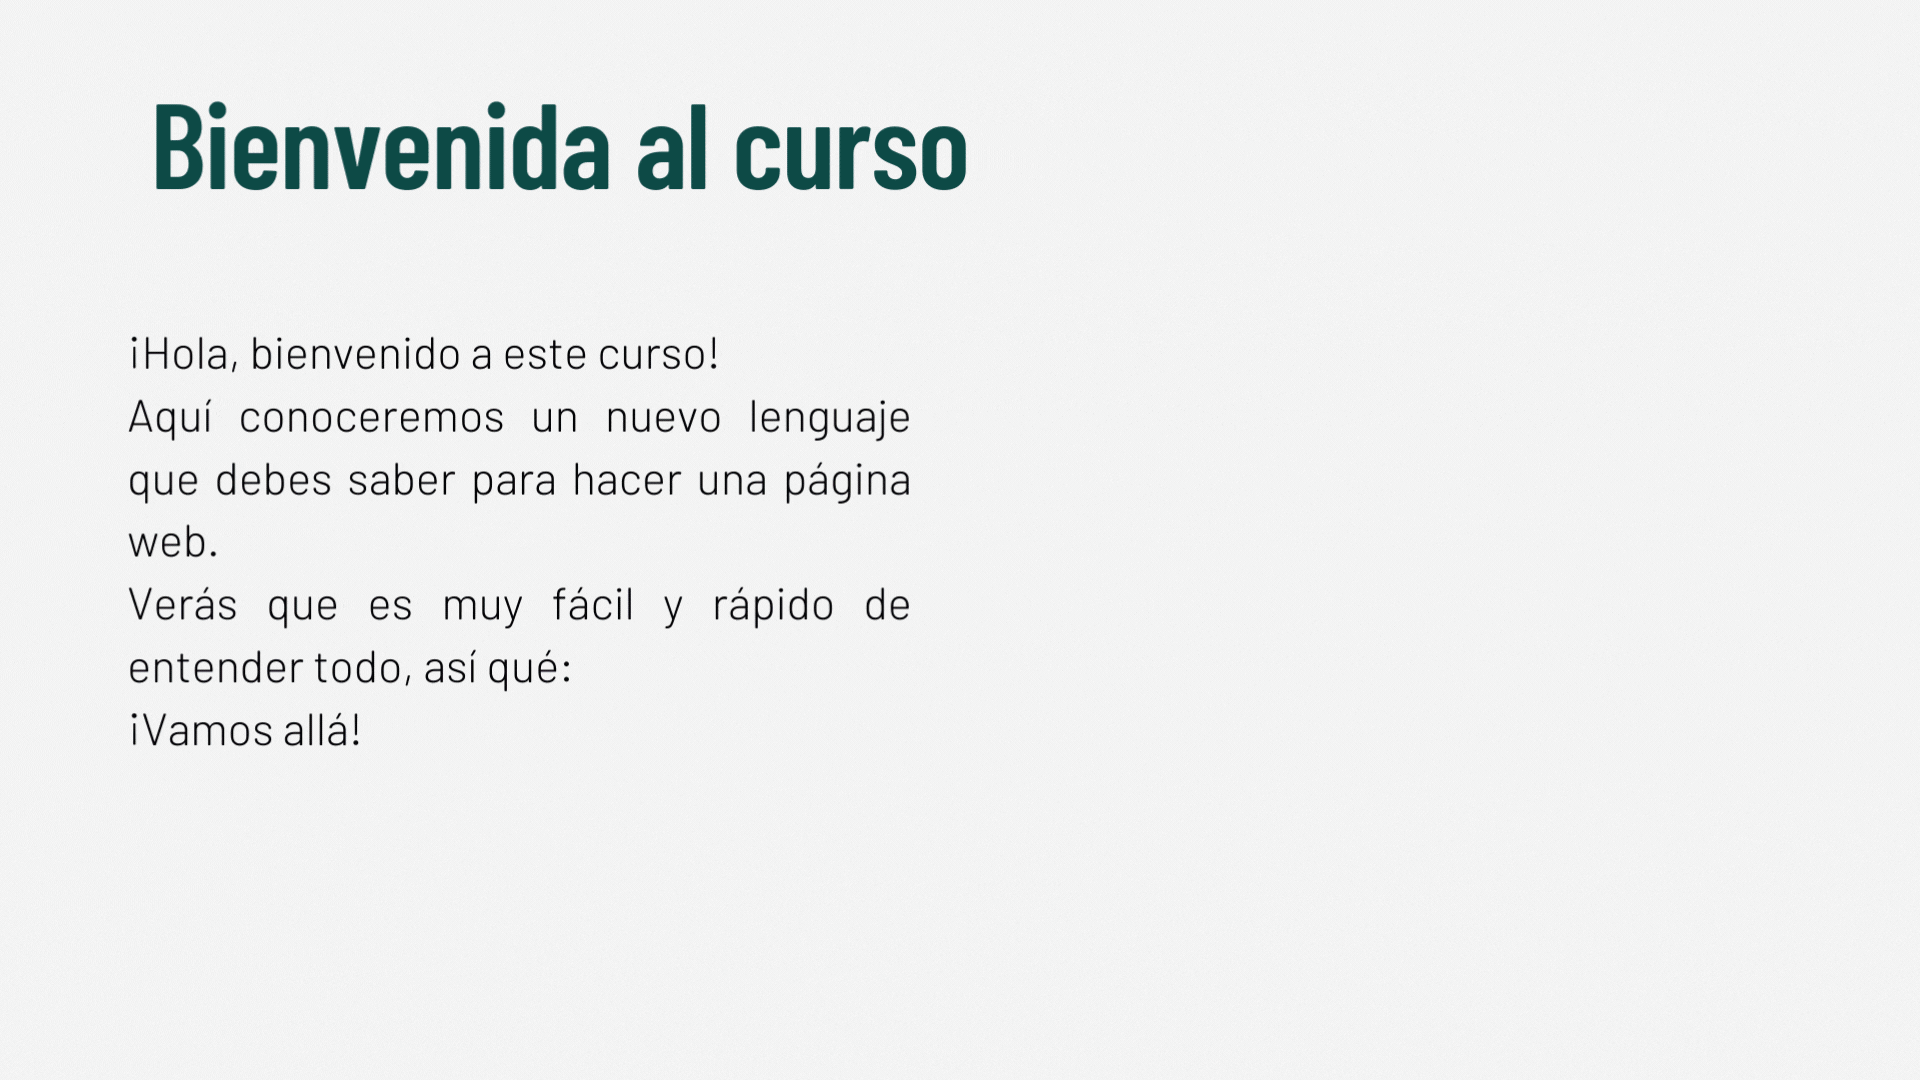 Bienvenida al curso
¡Hola, bienvenido a este curso!
Aquí conoceremos un nuevo lenguaje
que debes saber para hacer una página
web.
Verás que es muy fácil y rápido de
entender todo, así qué:
¡Vamos allá!